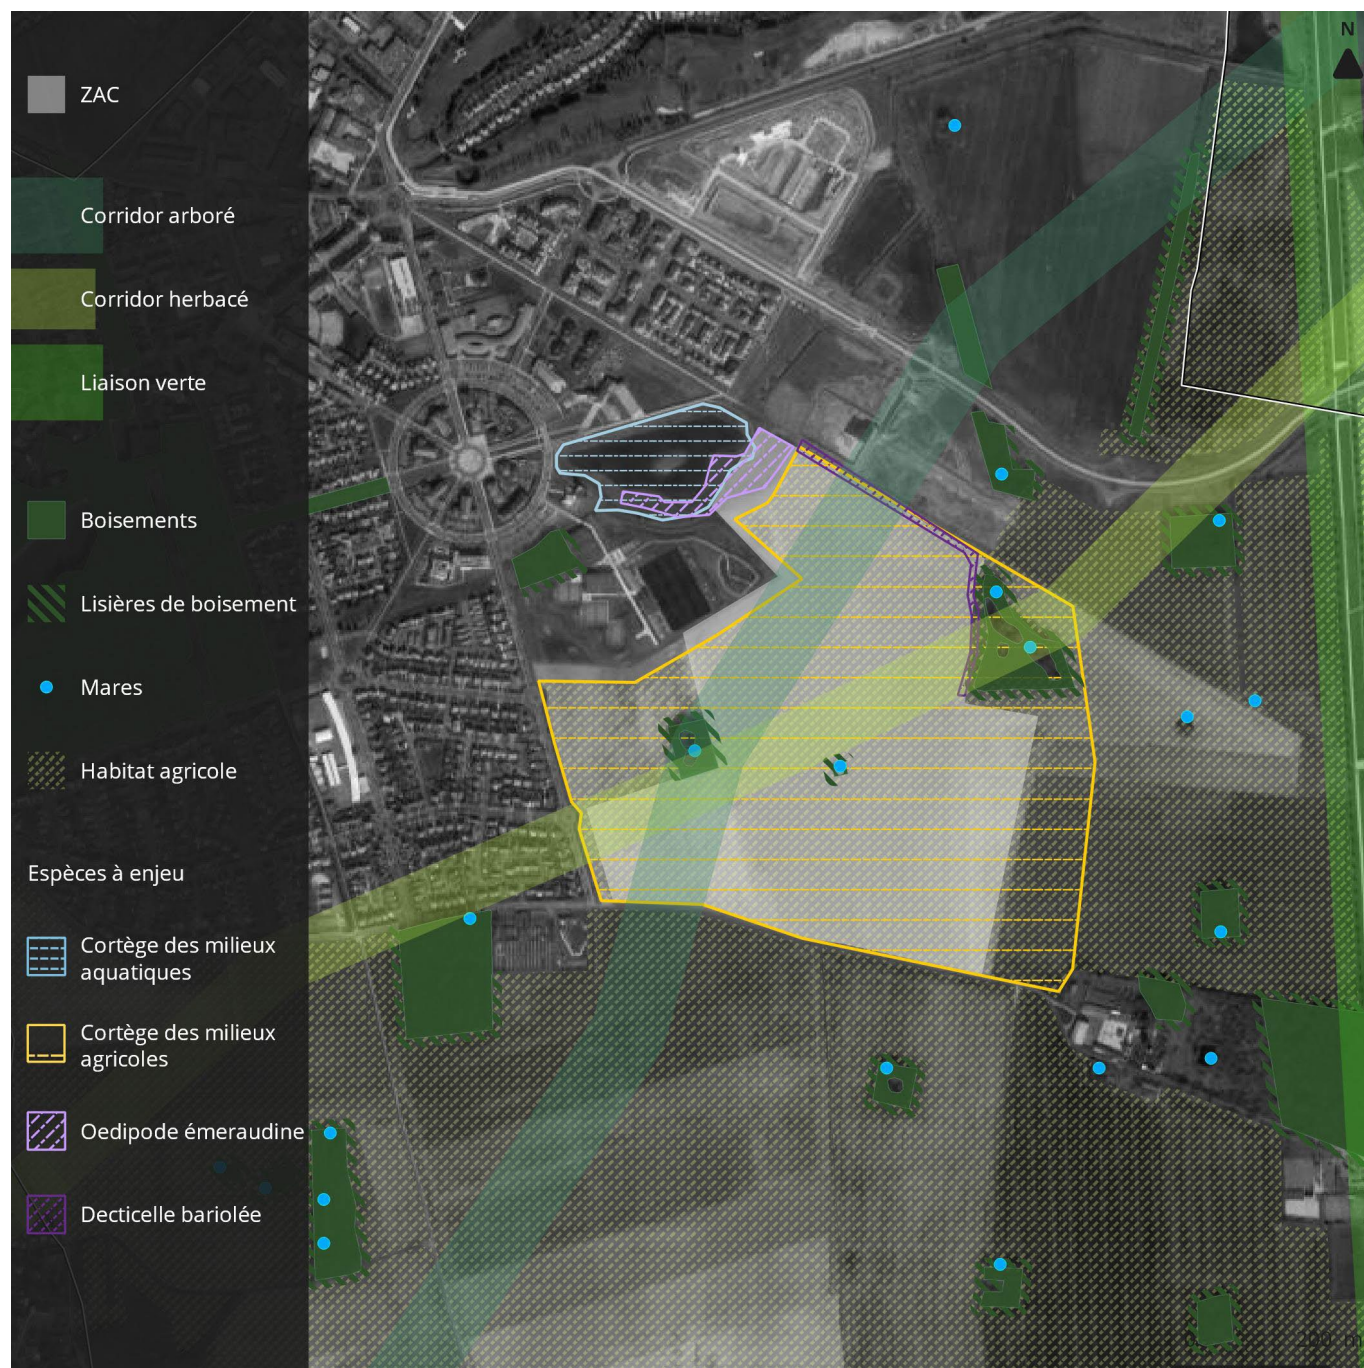 N
ZAC
Corridor arboré
Corridor herbacé
Liaison verte
Boisements
Lisières de boisement
Mares
Habitat agricole
Espèces à enjeu
Cortège des milieux
aquatiques
Cortège des milieux
agricoles
Oedipode émeraudine
Decticelle bariolée
200 m